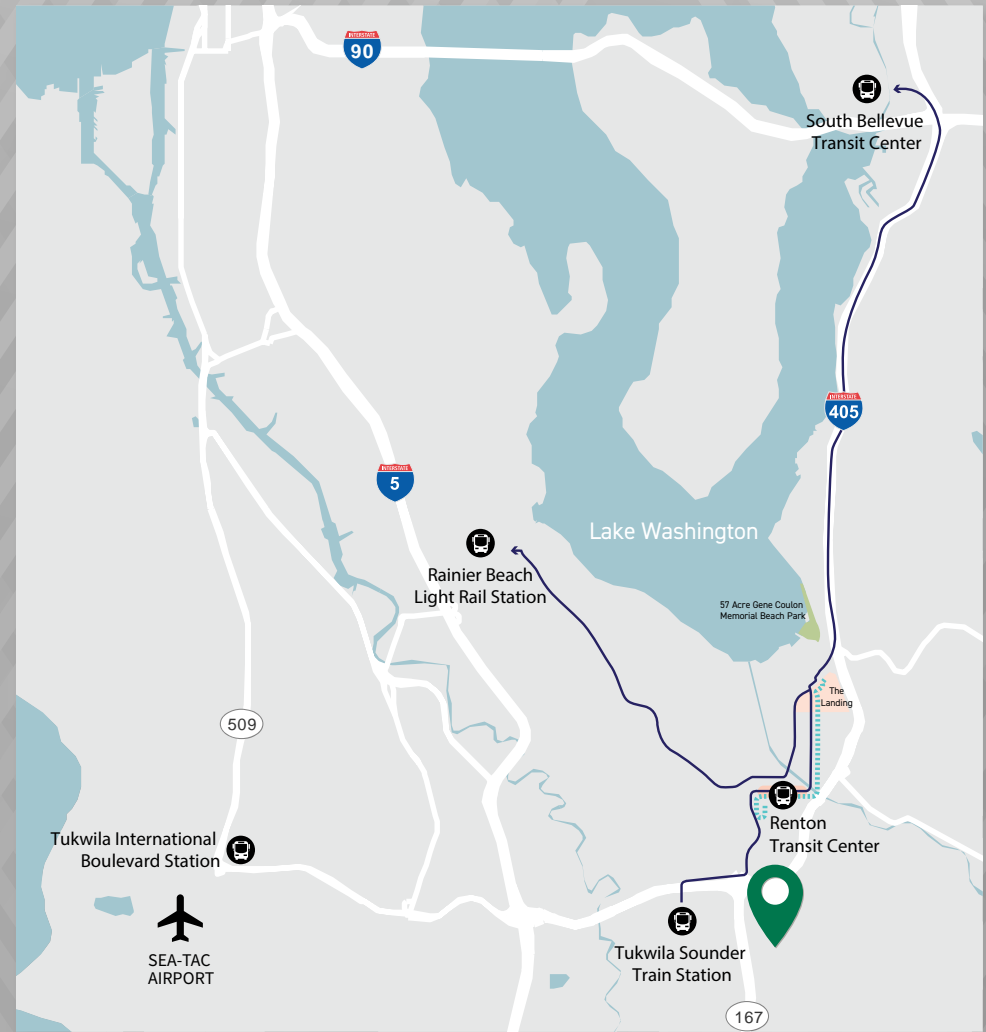 INTERSTATE
90
South Bellevue
Transit Center
INTERSTATE
405
INTERSTATE
5
Lake Washington
Rainier Beach
Light Rail Station
57 Acre Gene Coulon
Memorial Beach Park
The
Landing
509
Renton
Transit Center
Tukwila International
Boulevard Station
SEA-TAC
AIRPORT
Tukwila Sounder
Train Station
167